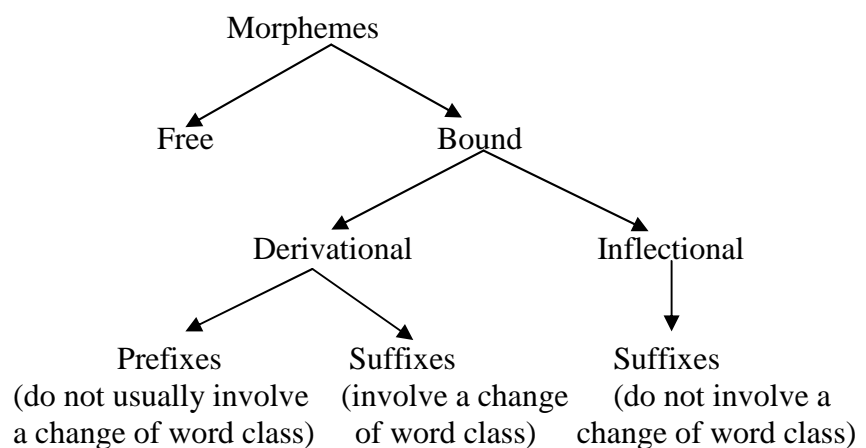 Morphemes
Free Bound
Derivational Inflectional
Prefixes Suffixes Suffixes
(do not usually involve (involve a change (do not involve a
a change of word class) of word class) change of word class)